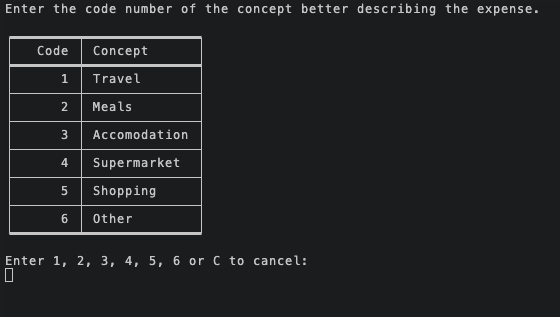 Enter the code number of the concept better describing the expense.
Code Concept
1 Travel
2 Meals
3 Accomodation
4 Supermarket
5 Shopping
6 Other
Enter 1, 2, 3, 4, 5, 6 or C to cancel: